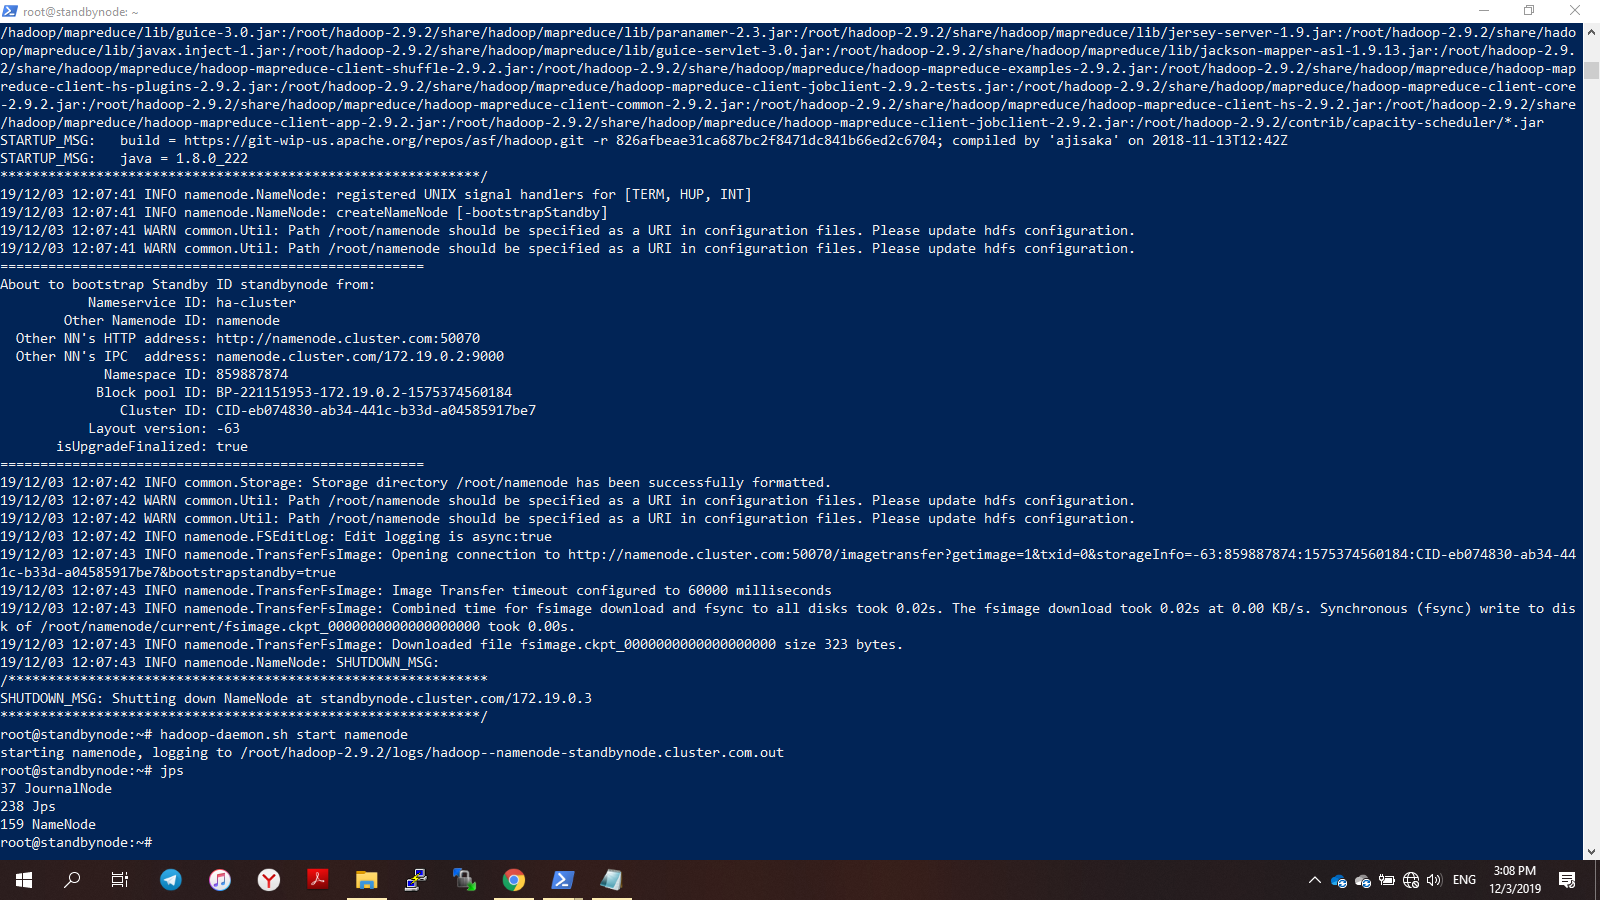 root@standbynode: ~
/hadoop/mapreduce/lib/guice-3.0.jar:/root/hadoop-2.9.2/share/hadoop/mapreduce/lib/paranamer-2.3.jar:/root/hadoop-2.9.2/share/hadoop/mapreduce/lib/jersey-server-1.9.jar:/root/hadoop-2.9.2/share/hado
op/mapreduce/lib/javax.inject-1.jar:/root/hadoop-2.9.2/share/hadoop/mapreduce/lib/guice-servlet-3.0.jar:/root/hadoop-2.9.2/share/hadoop/mapreduce/lib/jackson-mapper-asl-1.9.13.jar:/root/hadoop-2.9.
2/share/hadoop/mapreduce/hadoop-mapreduce-client-shuffle-2.9.2.jar:/root/hadoop-2.9.2/share/hadoop/mapreduce/hadoop-mapreduce-examples-2.9.2.jar:/root/hadoop-2.9.2/share/hadoop/mapreduce/hadoop-map
reduce-client-hs-plugins-2.9.2.jar:/root/hadoop-2.9.2/share/hadoop/mapreduce/hadoop-mapreduce-client-jobclient-2.9.2-tests.jar:/root/hadoop-2.9.2/share/hadoop/mapreduce/hadoop-mapreduce-client-core
-2.9.2.jar:/root/hadoop-2.9.2/share/hadoop/mapreduce/hadoop-mapreduce-client-common-2.9.2.jar:/root/hadoop-2.9.2/share/hadoop/mapreduce/hadoop-mapreduce-client-hs-2.9.2.jar:/root/hadoop-2.9.2/share
/hadoop/mapreduce/hadoop-mapreduce-client-app-2.9.2.jar:/root/hadoop-2.9.2/share/hadoop/mapreduce/hadoop-mapreduce-client-jobclient-2.9.2.jar:/root/hadoop-2.9.2/contrib/capacity-scheduler/*.jar
STARTUP_MSG:   build = https://git-wip-us.apache.org/repos/asf/hadoop.git -r 826afbeae31ca687bc2f8471dc841b66ed2c6704; compiled by 'ajisaka' on 2018-11-13T12:42Z
STARTUP_MSG:   java = 1.8.0_222
************************************************************/
19/12/03 12:07:41 INFO namenode.NameNode: registered UNIX signal handlers for [TERM, HUP, INT]
19/12/03 12:07:41 INFO namenode.NameNode: createNameNode [-bootstrapStandby]
19/12/03 12:07:41 WARN common.Util: Path /root/namenode should be specified as a URI in configuration files. Please update hdfs configuration.
19/12/03 12:07:41 WARN common.Util: Path /root/namenode should be specified as a URI in configuration files. Please update hdfs configuration.
=====================================================
About to bootstrap Standby ID standbynode from:
           Nameservice ID: ha-cluster
        Other Namenode ID: namenode
  Other NN's HTTP address: http://namenode.cluster.com:50070
  Other NN's IPC  address: namenode.cluster.com/172.19.0.2:9000
             Namespace ID: 859887874
            Block pool ID: BP-221151953-172.19.0.2-1575374560184
               Cluster ID: CID-eb074830-ab34-441c-b33d-a04585917be7
           Layout version: -63
       isUpgradeFinalized: true
=====================================================
19/12/03 12:07:42 INFO common.Storage: Storage directory /root/namenode has been successfully formatted.
19/12/03 12:07:42 WARN common.Util: Path /root/namenode should be specified as a URI in configuration files. Please update hdfs configuration.
19/12/03 12:07:42 WARN common.Util: Path /root/namenode should be specified as a URI in configuration files. Please update hdfs configuration.
19/12/03 12:07:42 INFO namenode.FSEditLog: Edit logging is async:true
19/12/03 12:07:43 INFO namenode.TransferFsImage: Opening connection to http://namenode.cluster.com:50070/imagetransfer?getimage=1&txid=0&storageInfo=-63:859887874:1575374560184:CID-eb074830-ab34-44
1c-b33d-a04585917be7&bootstrapstandby=true
19/12/03 12:07:43 INFO namenode.TransferFsImage: Image Transfer timeout configured to 60000 milliseconds
19/12/03 12:07:43 INFO namenode.TransferFsImage: Combined time for fsimage download and fsync to all disks took 0.02s. The fsimage download took 0.02s at 0.00 KB/s. Synchronous (fsync) write to dis
k of /root/namenode/current/fsimage.ckpt_0000000000000000000 took 0.00s.
19/12/03 12:07:43 INFO namenode.TransferFsImage: Downloaded file fsimage.ckpt_0000000000000000000 size 323 bytes.
19/12/03 12:07:43 INFO namenode.NameNode: SHUTDOWN_MSG:
/************************************************************
SHUTDOWN_MSG: Shutting down NameNode at standbynode.cluster.com/172.19.0.3
************************************************************/
root@standbynode:~# hadoop-daemon.sh start namenode
starting namenode, logging to /root/hadoop-2.9.2/logs/hadoop--namenode-standbynode.cluster.com.out
root@standbynode:~# jps
37 JournalNode
238 Jps
159 NameNode
root@standbynode:~#
ENG
3:08 PM
12/3/2019